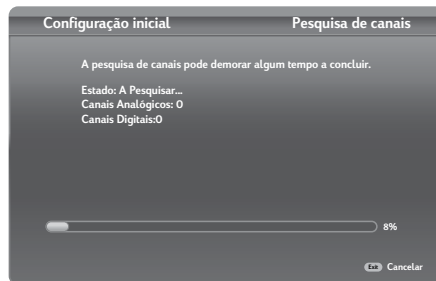 Configuração inicial Pesquisa de canais
A pesquisa de canais pode demorar algum tempo a concluir.
Estado: A Pesquisar...
Canais Analógicos: 0
Canais Digitais:0
8%
Exit Cancelar